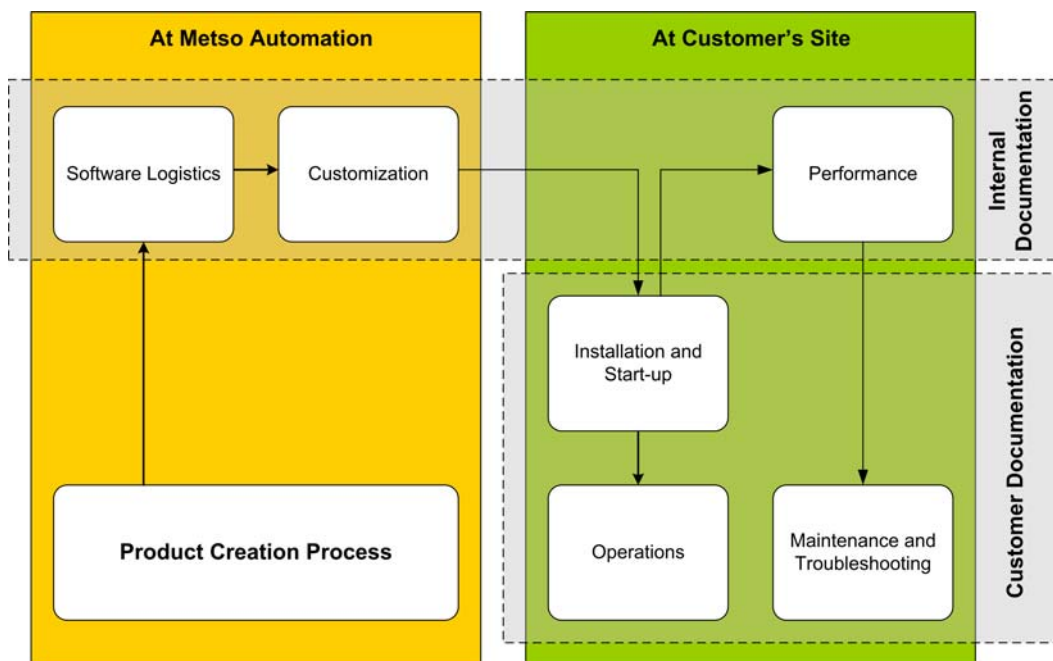 At Metso Automation
At Customer's Site
Software Logistics
Customization
Performance
Internal
Documentation
Installation and
Start-up
Product Creation Process
Operations
Maintenance and
Troubleshooting
Customer Documentation